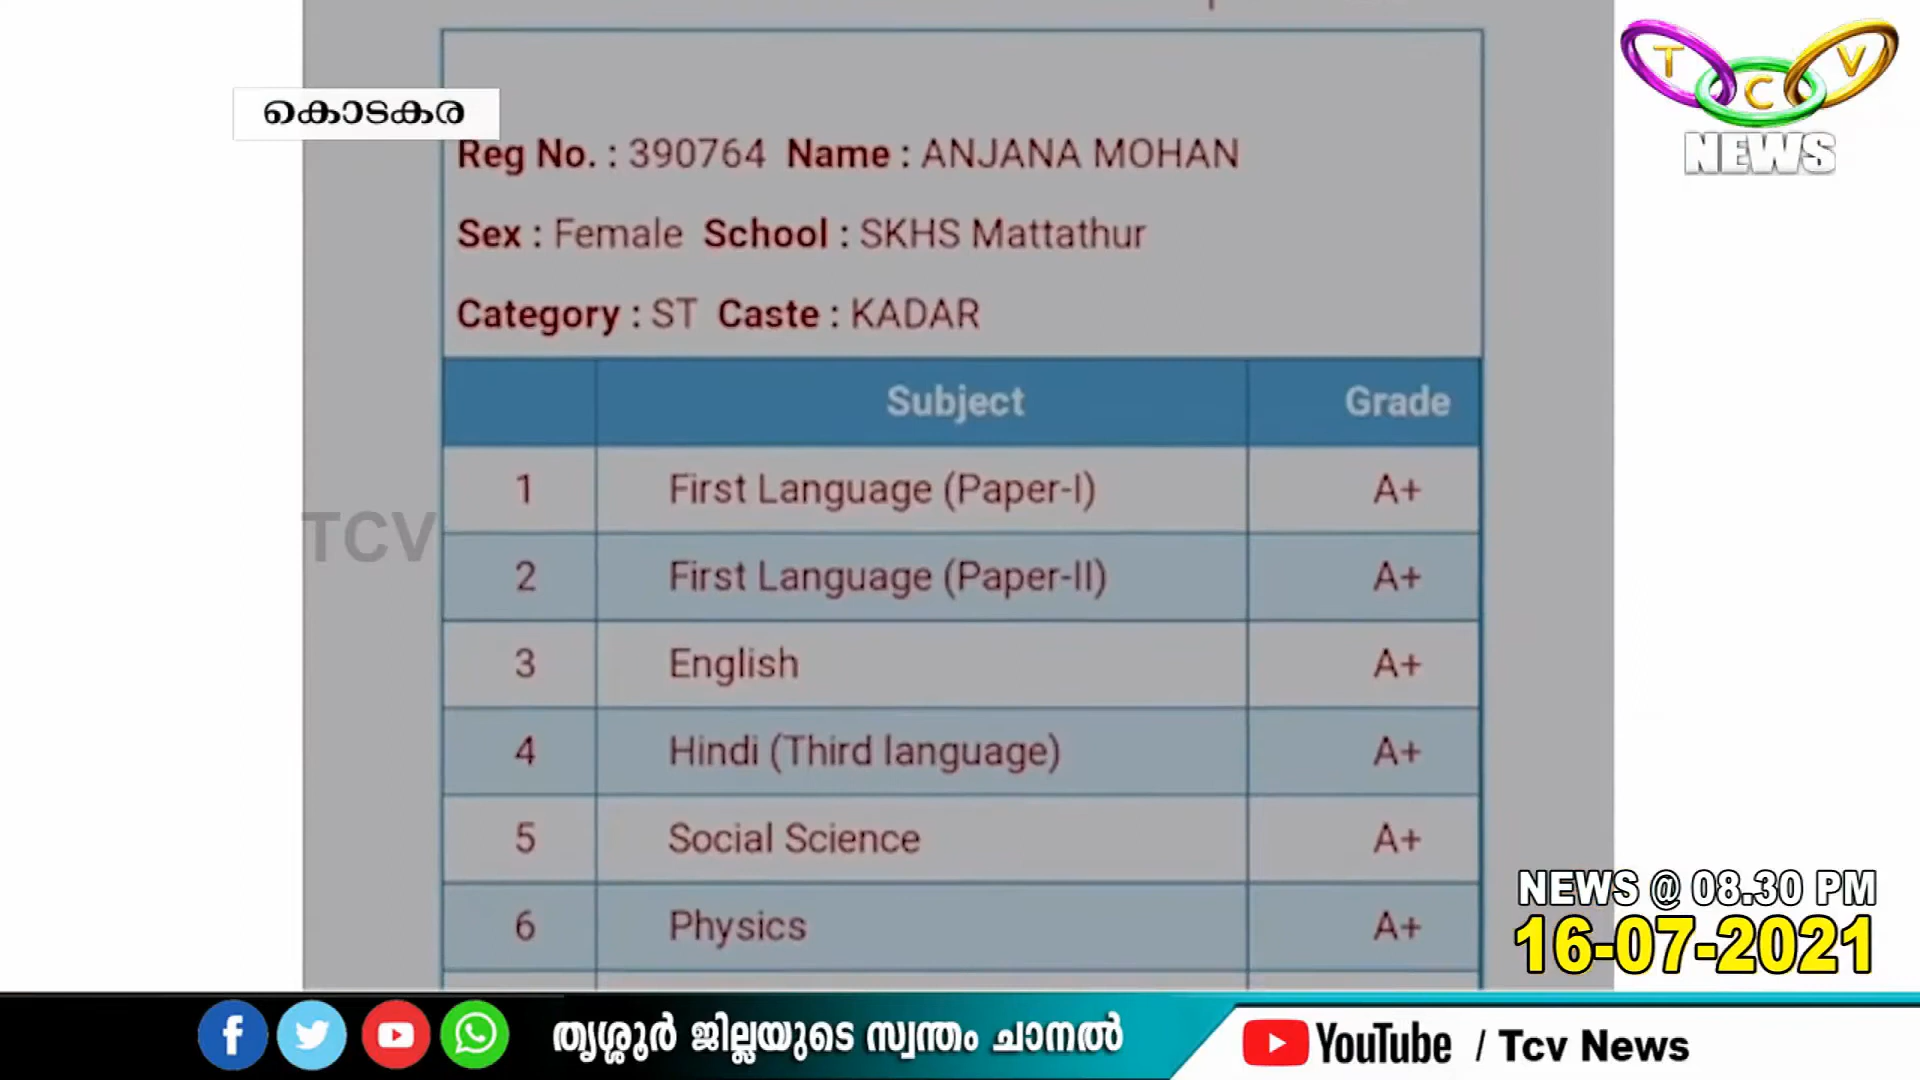 കൊടകര
T C V
NEWS
Reg No. : 390764 Name : ANJANA MOHAN
Sex : Female School : SKHS Mattathur
Category : ST Caste : KADAR
Subject Grade
1 First Language (Paper-I) A+
2 First Language (Paper-II) A+
TCV
3 English A+
4 Hindi (Third language) A+
5 Social Science A+
6 Physics A+
NEWS @ 08.30 PM
16-07-2021
തൃശ്ശൂർ ജില്ലയുടെ സ്വന്തം ചാനൽ
YouTube / Tcv News